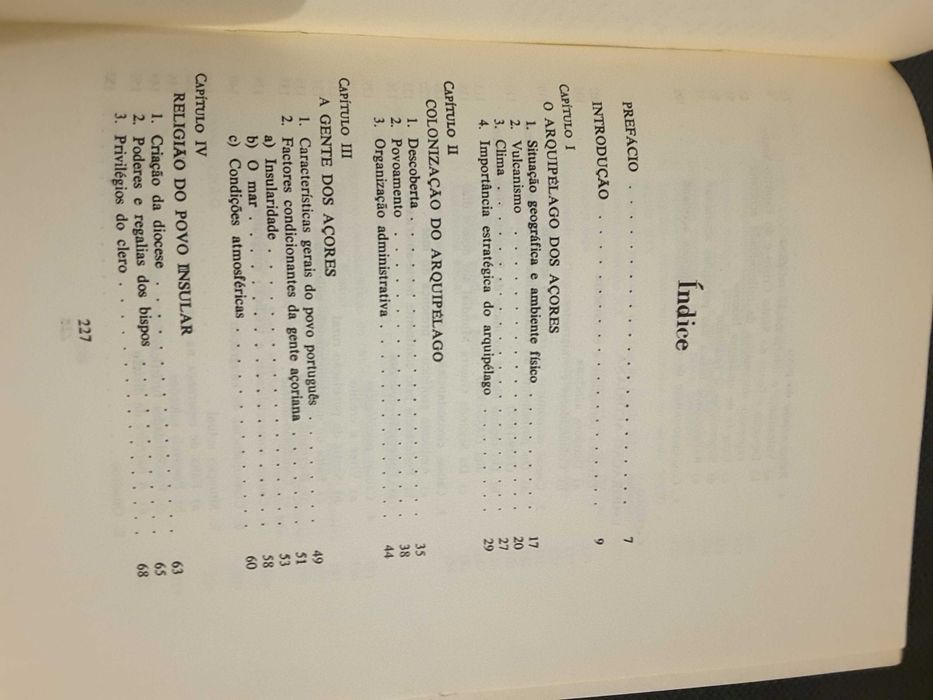 Índice
PREFÁCIO . . . . . . . . . . . . . . . . . . . . 7
INTRODUÇÃO . . . . . . . . . . . . . . . . . . 9
CAPÍTULO I
O ARQUIPÉLAGO DOS AÇORES
1. Situação geográfica e ambiente físico . . . . . . . . 17
2. Vulcanismo . . . . . . . . . . . . . . . . . . 20
3. Clima . . . . . . . . . . . . . . . . . . . . 27
4. Importância estratégica do arquipélago . . . . . . . 29
CAPÍTULO II
COLONIZAÇÃO DO ARQUIPÉLAGO
1. Descoberta . . . . . . . . . . . . . . . . . . 35
2. Povoamento . . . . . . . . . . . . . . . . . . 38
3. Organização administrativa . . . . . . . . . . . . 44
CAPÍTULO III
A GENTE DOS AÇORES
1. Características gerais do povo português . . . . . . . 49
2. Factores condicionantes da gente açoriana . . . . . . 51
a) Insularidade . . . . . . . . . . . . . . . . 53
b) O mar . . . . . . . . . . . . . . . . . . . 58
c) Condições atmosféricas . . . . . . . . . . . . 60
CAPÍTULO IV
RELIGIÃO DO POVO INSULAR
1. Criação da diocese . . . . . . . . . . . . . . . 63
2. Poderes e regalias dos bispos . . . . . . . . . . . 65
3. Privilégios do clero . . . . . . . . . . . . . . . 68
227